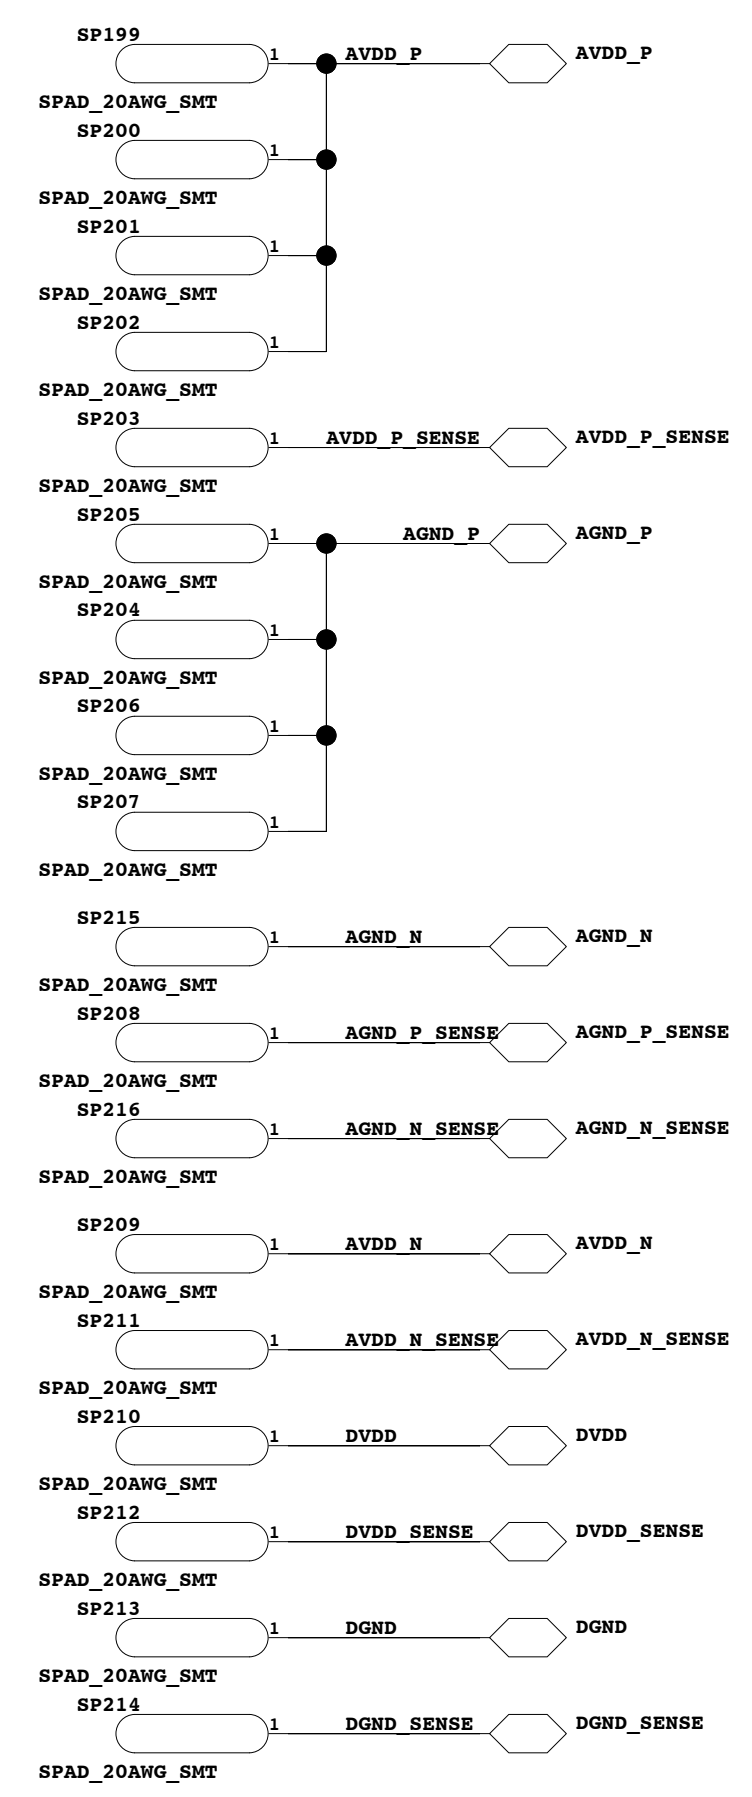 SP199
1 AVDD_P AVDD_P
SPAD_20AWG_SMT
SP200
1
SPAD_20AWG_SMT
SP201
1
SPAD_20AWG_SMT
SP202
1
SPAD_20AWG_SMT
SP203
1 AVDD_P_SENSE AVDD_P_SENSE
SPAD_20AWG_SMT
SP205
1 AGND_P AGND_P
SPAD_20AWG_SMT
SP204
1
SPAD_20AWG_SMT
SP206
1
SPAD_20AWG_SMT
SP207
1
SPAD_20AWG_SMT
SP215
1 AGND_N AGND_N
SPAD_20AWG_SMT
SP208
1 AGND_P_SENSE AGND_P_SENSE
SPAD_20AWG_SMT
SP216
1 AGND_N_SENSE AGND_N_SENSE
SPAD_20AWG_SMT
SP209
1 AVDD_N AVDD_N
SPAD_20AWG_SMT
SP211
1 AVDD_N_SENSE AVDD_N_SENSE
SPAD_20AWG_SMT
SP210
1 DVDD DVDD
SPAD_20AWG_SMT
SP212
1 DVDD_SENSE DVDD_SENSE
SPAD_20AWG_SMT
SP213
1 DGND DGND
SPAD_20AWG_SMT
SP214
1 DGND_SENSE DGND_SENSE
SPAD_20AWG_SMT